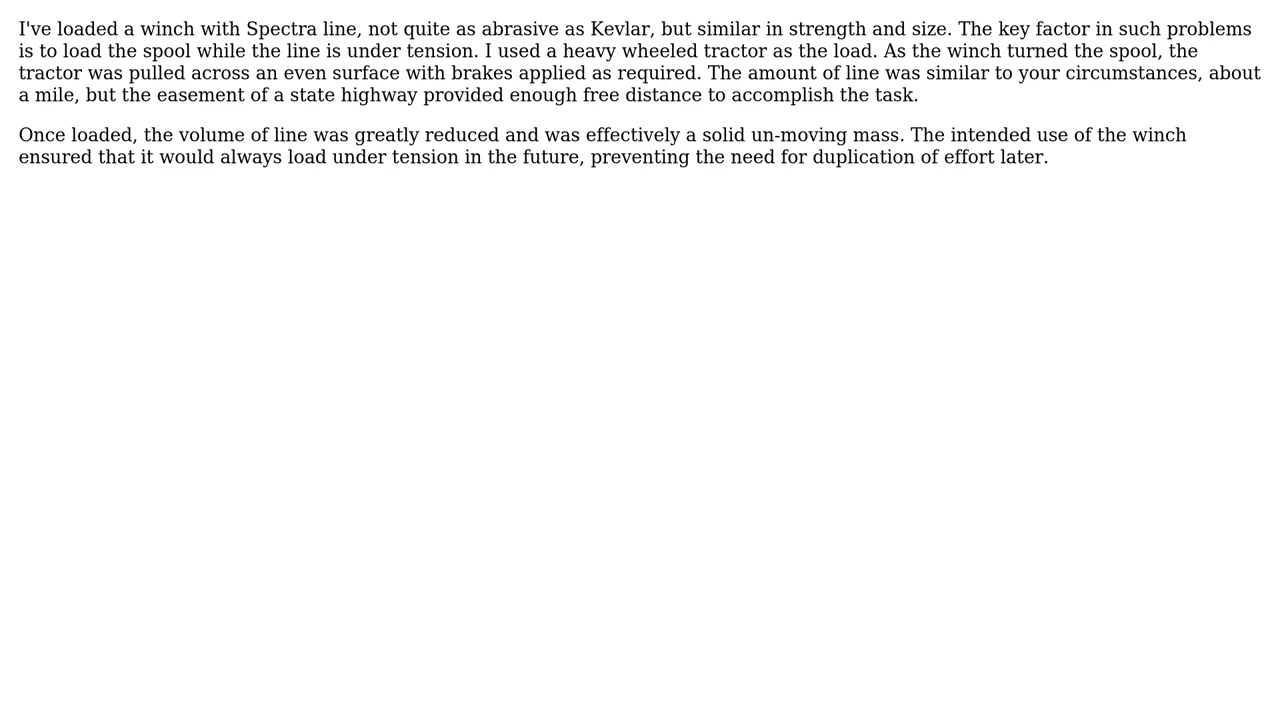 I've loaded a winch with Spectra line, not quite as abrasive as Kevlar, but similar in strength and size. The key factor in such problems
is to load the spool while the line is under tension. I used a heavy wheeled tractor as the load. As the winch turned the spool, the
tractor was pulled across an even surface with brakes applied as required. The amount of line was similar to your circumstances, about
a mile, but the easement of a state highway provided enough free distance to accomplish the task.
Once loaded, the volume of line was greatly reduced and was effectively a solid un-moving mass. The intended use of the winch
ensured that it would always load under tension in the future, preventing the need for duplication of effort later.